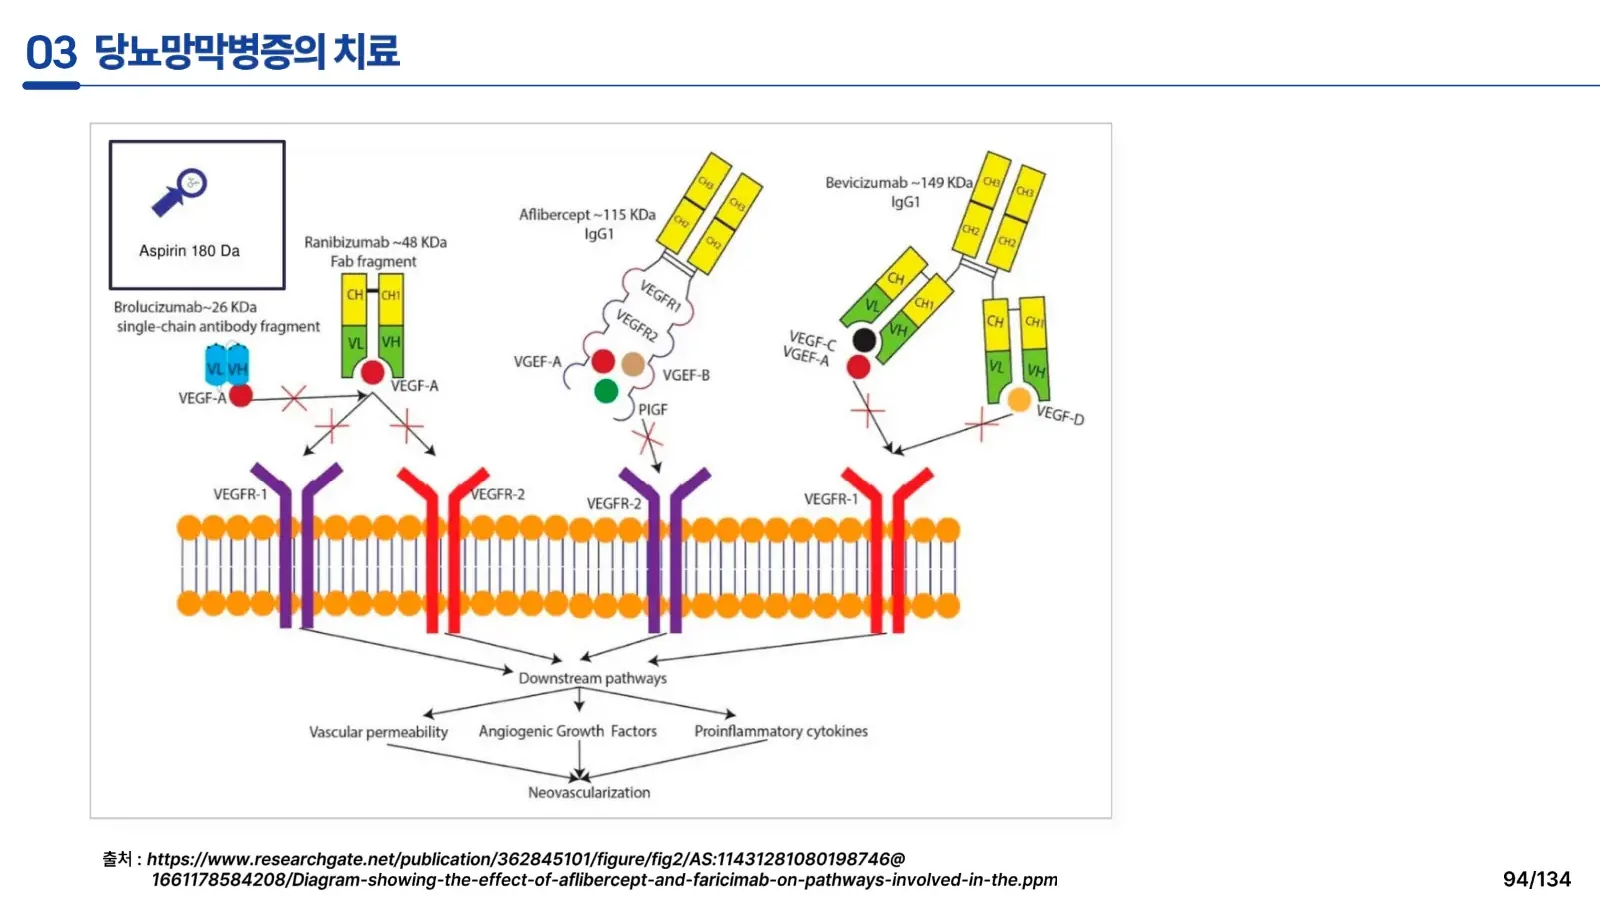 03 당뇨망막병증의 치료
Aspirin 180 Da
Brolucizumab~26 KDa
single-chain antibody fragment
VL VH
VEGF-A
Ranibizumab ~48 KDa
Fab fragment
CH CH1
VL VH
VEGF-A
Aflibercept ~115 KDa
IgG1
CH3 CH3
CH2 CH2
VEGFR1
VEGFR2
VGEF-A
VGEF-B
PIGF
Bevicizumab ~149 KDa
IgG1
CH3 CH3
CH2 CH2
CH CH1
VL VH
VEGF-C
VGEF-A
CH CH1
VL VH
VEGF-D
VEGFR-1
VEGFR-2
VEGFR-2
VEGFR-1
Downstream pathways
Vascular permeability
Angiogenic Growth Factors
Proinflammatory cytokines
Neovascularization
출처 : https://www.researchgate.net/publication/362845101/figure/fig2/AS:11431281080198746@
1661178584208/Diagram-showing-the-effect-of-aflibercept-and-faricimab-on-pathways-involved-in-the.ppm
94/134